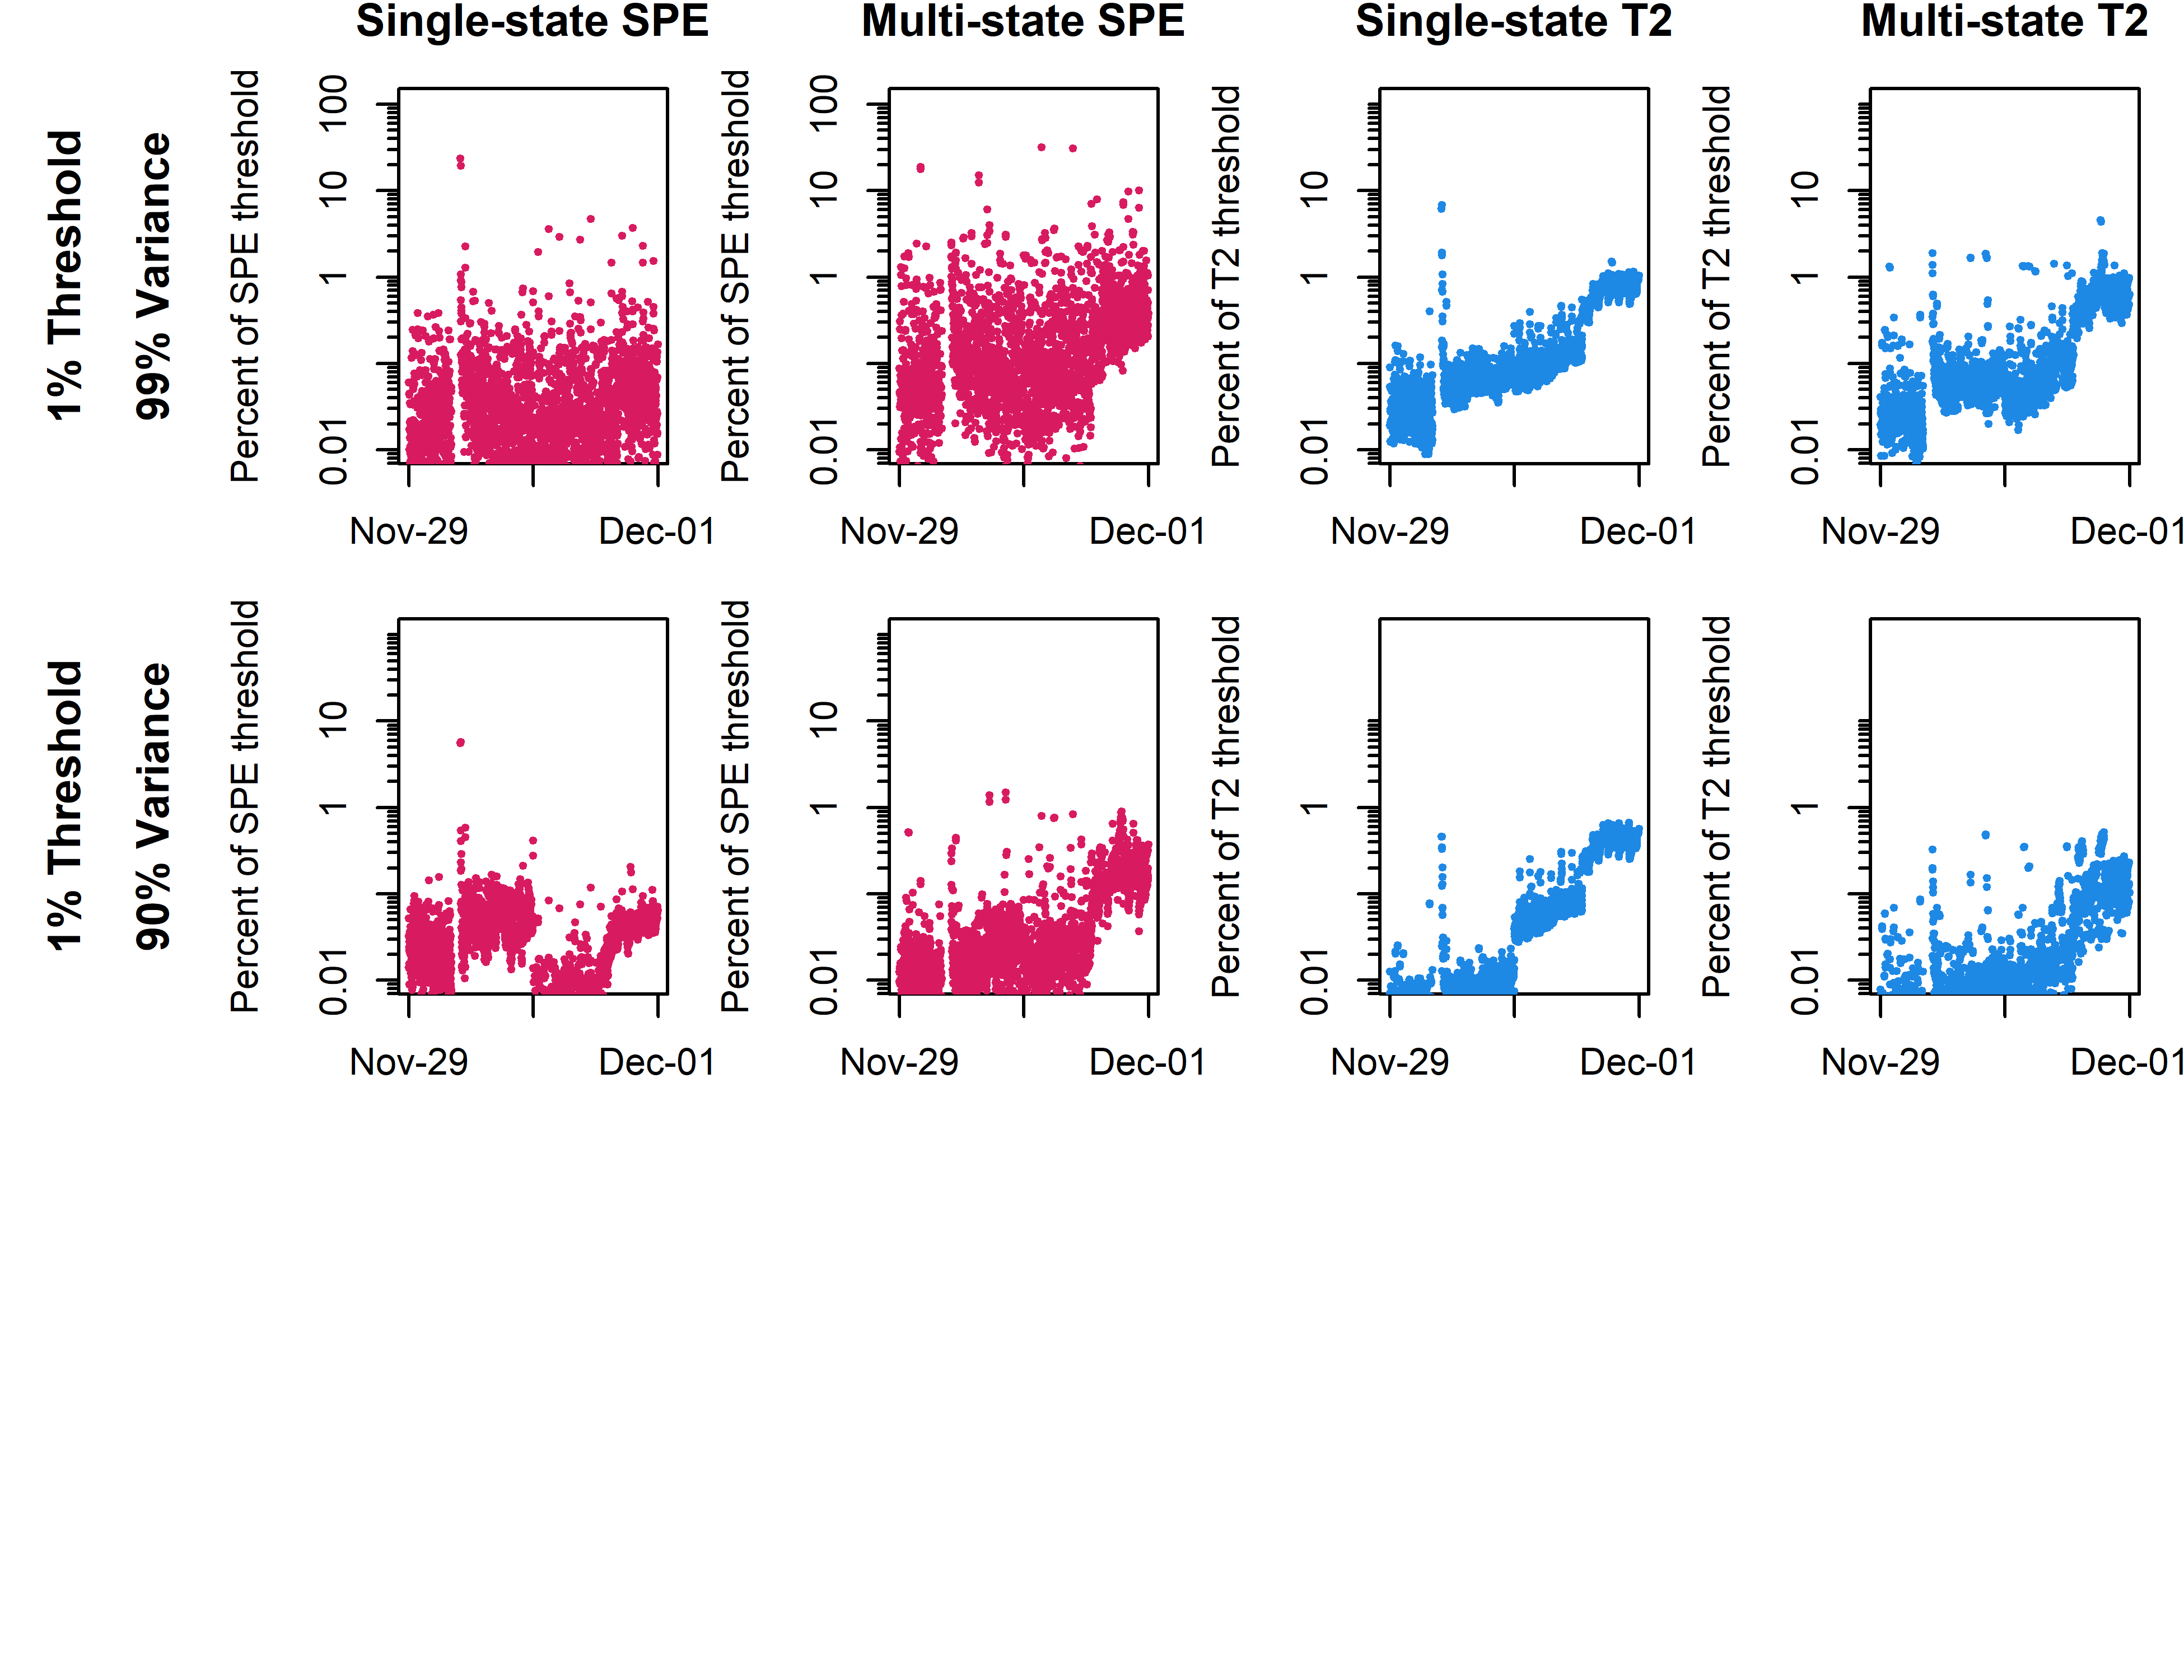 Single-state SPE
Multi-state SPE
Single-state T2
Multi-state T2
1% Threshold
99% Variance
Percent of SPE threshold
100
10
1
0.01
Nov-29
Dec-01
Percent of SPE threshold
100
10
1
0.01
Nov-29
Dec-01
Percent of T2 threshold
10
1
0.01
Nov-29
Dec-01
Percent of T2 threshold
10
1
0.01
Nov-29
Dec-01
1% Threshold
90% Variance
Percent of SPE threshold
10
1
0.01
Nov-29
Dec-01
Percent of SPE threshold
10
1
0.01
Nov-29
Dec-01
Percent of T2 threshold
1
0.01
Nov-29
Dec-01
Percent of T2 threshold
1
0.01
Nov-29
Dec-01